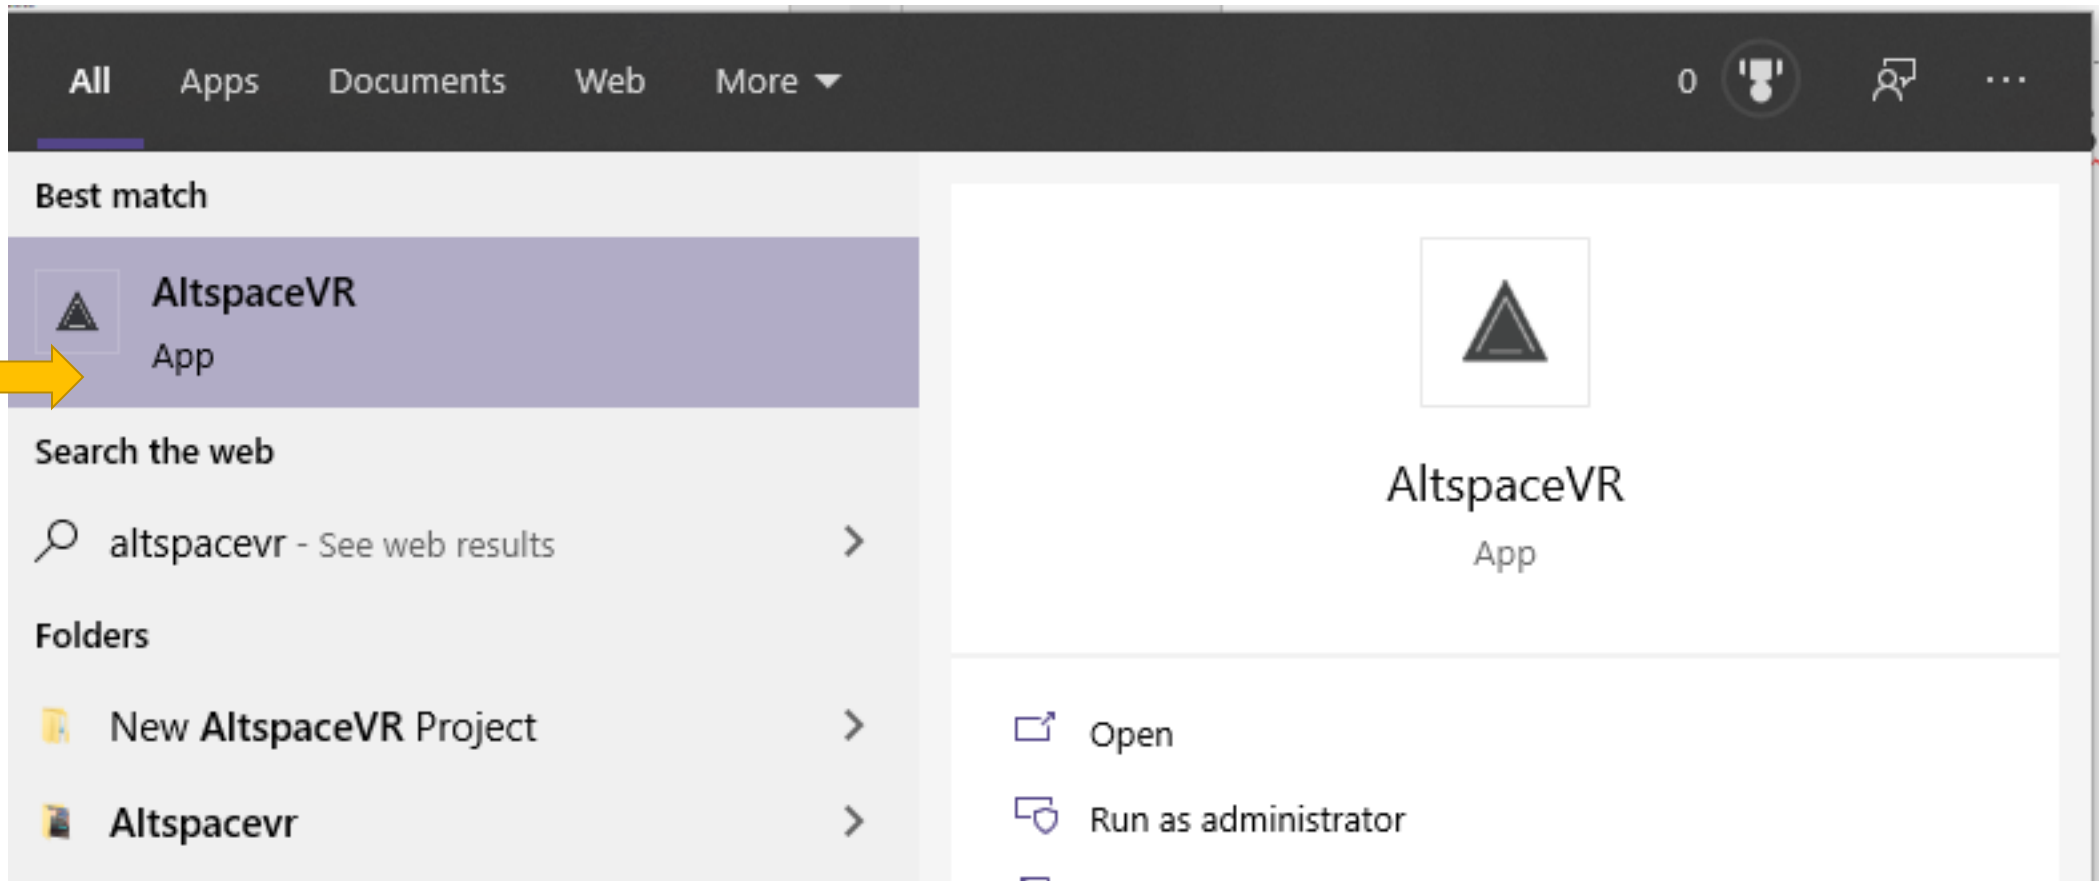 All Apps Documents Web More 0 ...
Best match
AltspaceVR
App
Search the web
altspacevr - See web results
Folders
New AltspaceVR Project
Altspacevr
AltspaceVR
App
Open
Run as administrator